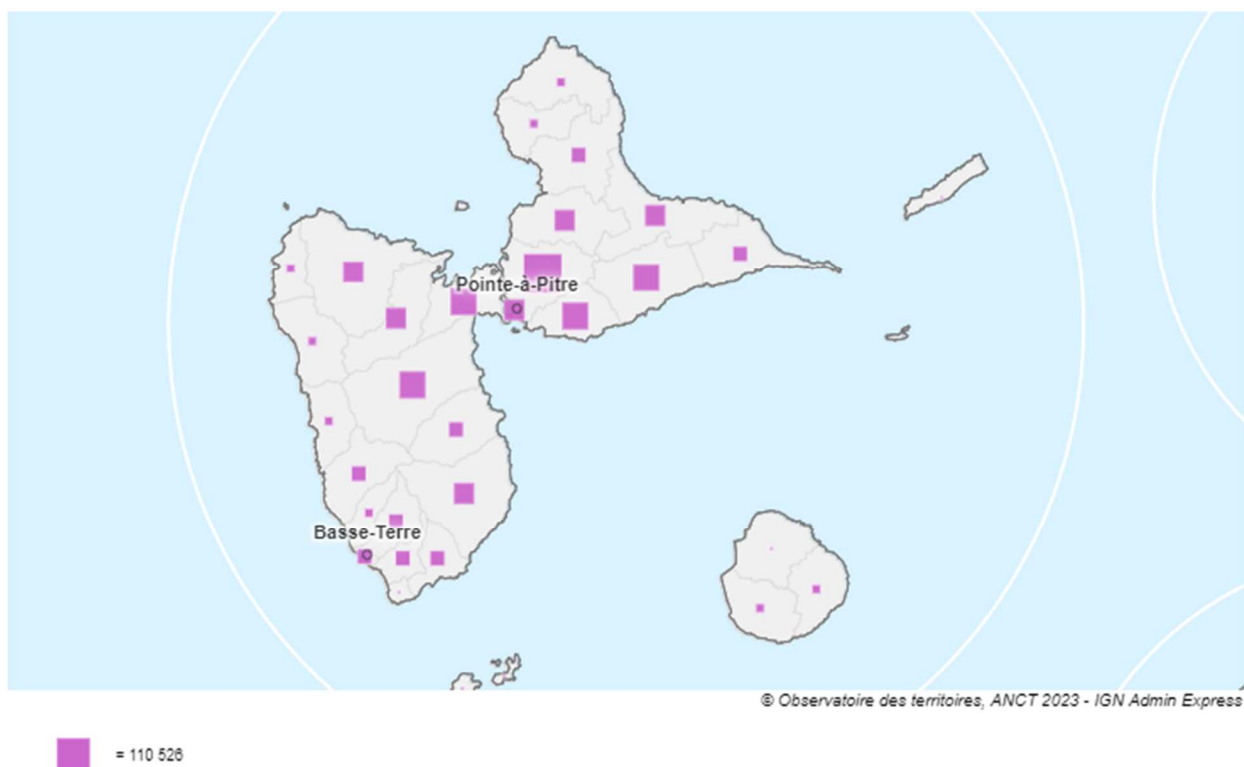 Pointe-à-Pitre
Basse-Terre
© Observatoire des territoires, ANCT 2023 - IGN Admin Express
= 110 526